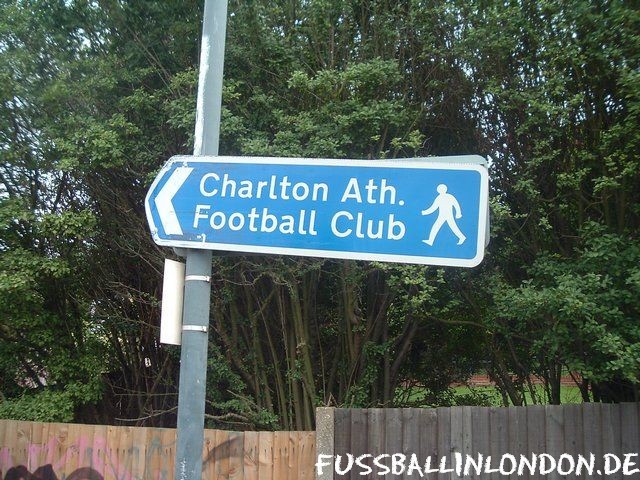 Charlton Ath.
Football Club
FUSSBALLINLONDON.DE